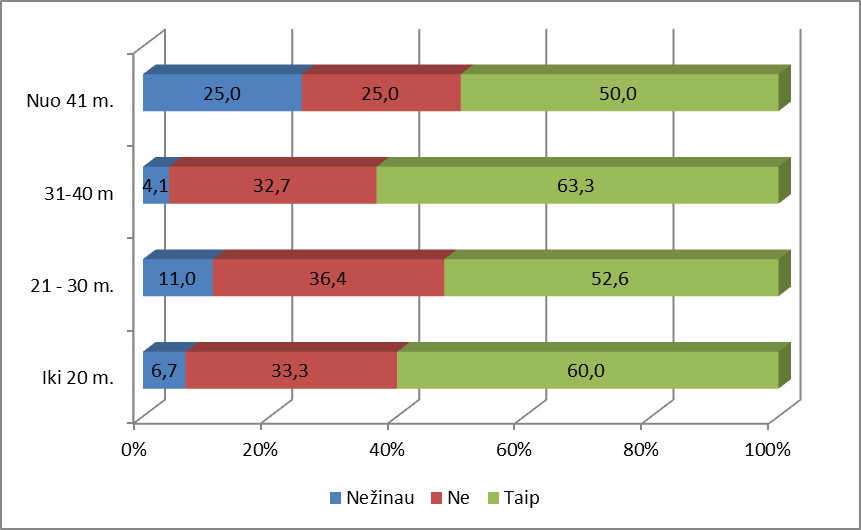 Nuo 41 m.
25,0 25,0 50,0
31-40 m
4,1 32,7 63,3
21 - 30 m.
11,0 36,4 52,6
Iki 20 m.
6,7 33,3 60,0
0% 20% 40% 60% 80% 100%
Nežinau Ne Taip